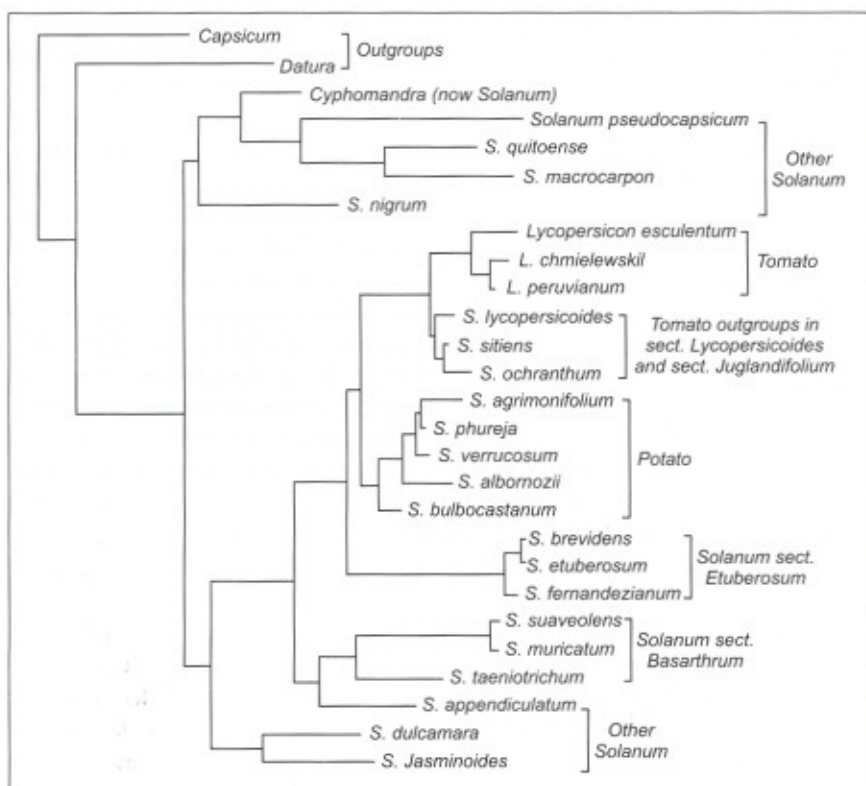 Capsicum
Outgroups
Datura
Cyphomandra (now Solanum)
Solanum pseudocapsicum
S. quitoense
Other
Solanum
S. macrocarpon
S. nigrum
Lycopersicon esculentum
L. chmielewskil
Tomato
L. peruvianum
S. lycopersicoides
Tomato outgroups in
sect. Lycopersicoides
and sect. Juglandifolium
S. sitiens
S. ochranthum
S. agrimonifolium
S. phureja
S. verrucosum
Potato
S. albornozii
S. bulbocastanum
S. brevidens
Solanum sect.
Etuberosum
S. etuberosum
S. fernandezianum
S. suaveolens
Solanum sect.
Basarthrum
S. muricatum
S. taeniotrichum
S. appendiculatum
Other
Solanum
S. dulcamara
S. Jasminoides